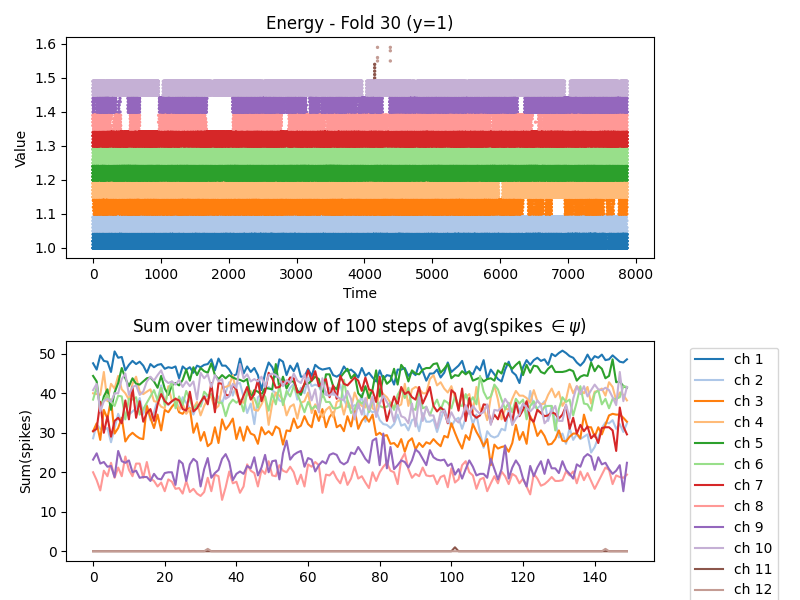 Energy - Fold 30 (y=1)
1.6
1.5
1.4
1.3
1.2
1.1
1.0
Value
0 1000 2000 3000 4000 5000 6000 7000 8000
Time
Sum over timewindow of 100 steps of avg(spikes ∈ ψ)
50
40
30
20
10
0
Sum(spikes)
0 20 40 60 80 100 120 140
ch 1
ch 2
ch 3
ch 4
ch 5
ch 6
ch 7
ch 8
ch 9
ch 10
ch 11
ch 12